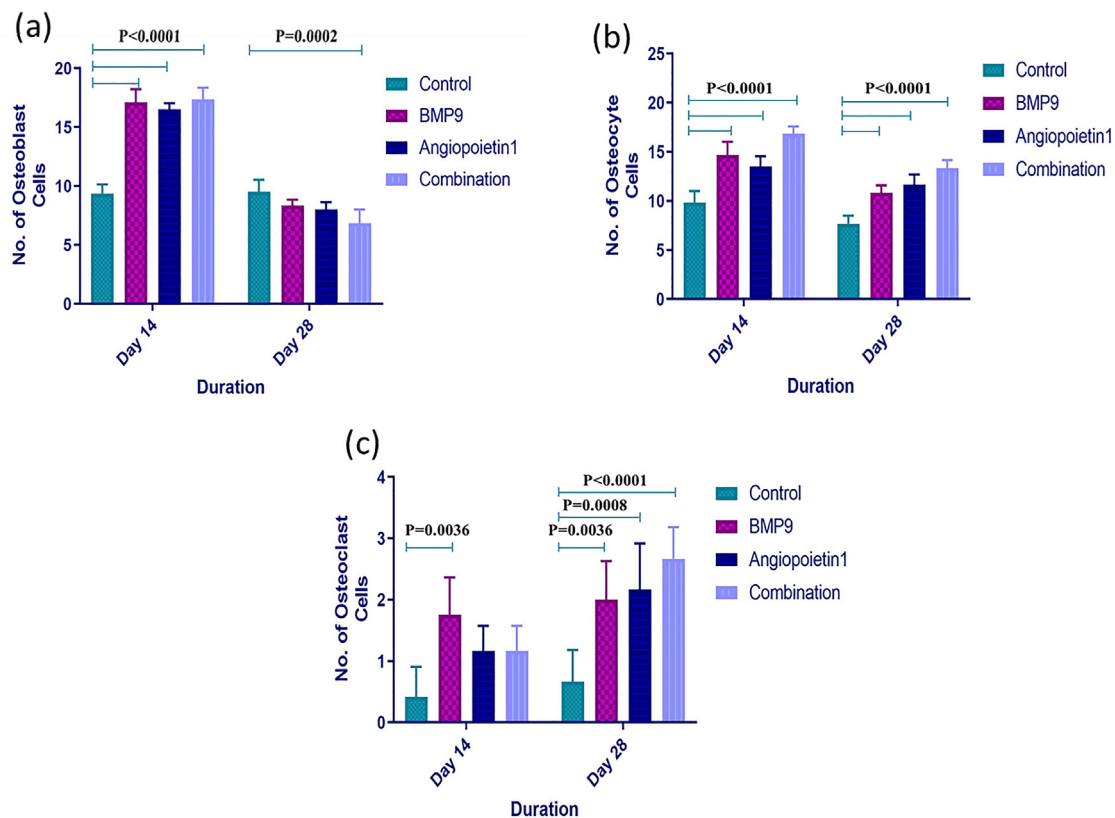 (a)
P<0.0001
P=0.0002
20
15
10
5
0
No. of Osteoblast
Cells
Day 14
Day 28
Duration
Control
BMP9
Angiopoietin1
Combination
(b)
P<0.0001
P<0.0001
25
20
15
10
5
0
No. of Osteocyte
Cells
Day 14
Day 28
Duration
Control
BMP9
Angiopoietin1
Combination
(c)
P<0.0001
P=0.0008
P=0.0036
P=0.0036
4
3
2
1
0
No. of Osteoclast
Cells
Day 14
Day 28
Duration
Control
BMP9
Angiopoietin1
Combination